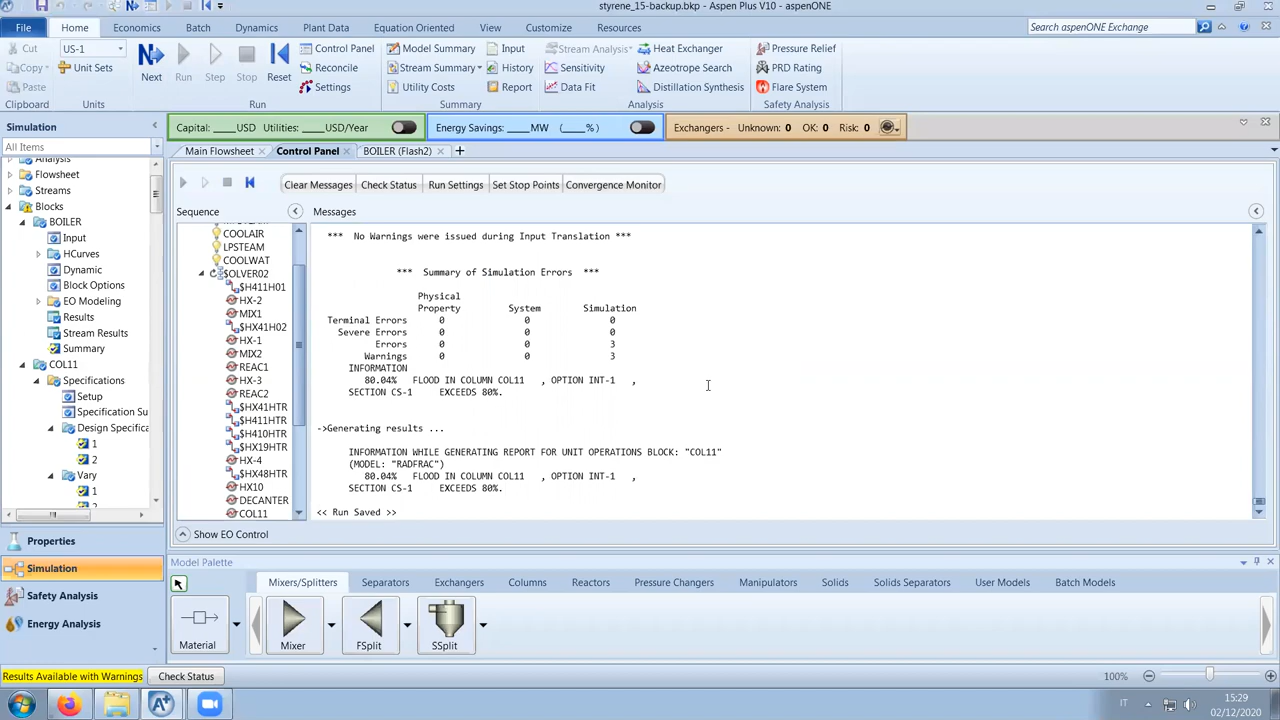 styrene_15-backup.bkp - Aspen Plus V10 - aspenONE
File Home Economics Batch Dynamics Plant Data Equation Oriented View Customize Resources Search aspenONE Exchange
Cut US-1 Control Panel Model Summary Input Stream Analysis Heat Exchanger Pressure Relief
Copy Unit Sets Next Run Step Stop Reset Reconcile Stream Summary History Sensitivity Azeotrope Search PRD Rating
Paste Settings Utility Costs Report Data Fit Distillation Synthesis Flare System
Clipboard Units Run Summary Analysis Safety Analysis
Simulation Capital: ____USD Utilities: ____USD/Year Energy Savings: ____MW (____%) Exchangers - Unknown: 0 OK: 0 Risk: 0
All Items Main Flowsheet Control Panel BOILER (Flash2)
Analysis
Flowsheet
Streams
Blocks
BOILER
Input
HCurves
Dynamic
Block Options
EO Modeling
Results
Stream Results
Summary
COL11
Specifications
Setup
Specification Su
Design Specifica
1
2
Vary
1
Properties
Simulation
Safety Analysis
Energy Analysis
Clear Messages Check Status Run Settings Set Stop Points Convergence Monitor
Sequence
COOLAIR
LPSTEAM
COOLWAT
$OLVER02
$H411H01
HX-2
MIX1
$HX41H02
HX-1
MIX2
REAC1
HX-3
REAC2
$HX41HTR
$H411HTR
$H410HTR
$HX19HTR
HX-4
$HX48HTR
HX10
DECANTER
COL11
Messages
*** No Warnings were issued during Input Translation ***
*** Summary of Simulation Errors ***
Physical
Property System Simulation
Terminal Errors 0 0 0
Severe Errors 0 0 0
Errors 0 0 3
Warnings 0 0 3
INFORMATION
80.04% FLOOD IN COLUMN COL11 , OPTION INT-1 ,
SECTION CS-1 EXCEEDS 80%.
->Generating results ...
INFORMATION WHILE GENERATING REPORT FOR UNIT OPERATIONS BLOCK: "COL11"
(MODEL: "RADFRAC")
80.04% FLOOD IN COLUMN COL11 , OPTION INT-1 ,
SECTION CS-1 EXCEEDS 80%.
<< Run Saved >>
Show EO Control
Model Palette
Mixers/Splitters Separators Exchangers Columns Reactors Pressure Changers Manipulators Solids Solids Separators User Models Batch Models
Material Mixer FSplit SSplit
Results Available with Warnings Check Status 100%
IT 15:29
02/12/2020